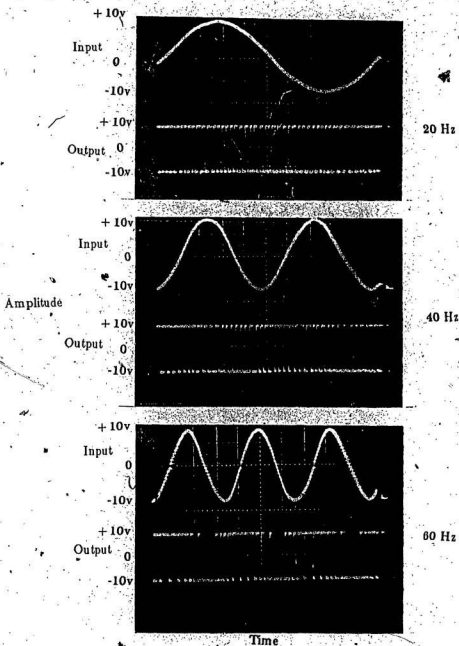 +10v
Input
0
-10v
+10v
20 Hz
Output
0
-10v
+10v
Input
0
-10v
Amplitude
40 Hz
+10v
Output
0
-10v
+10v
Input
0
-10v
+10v
60 Hz
Output
0
-10v
Time